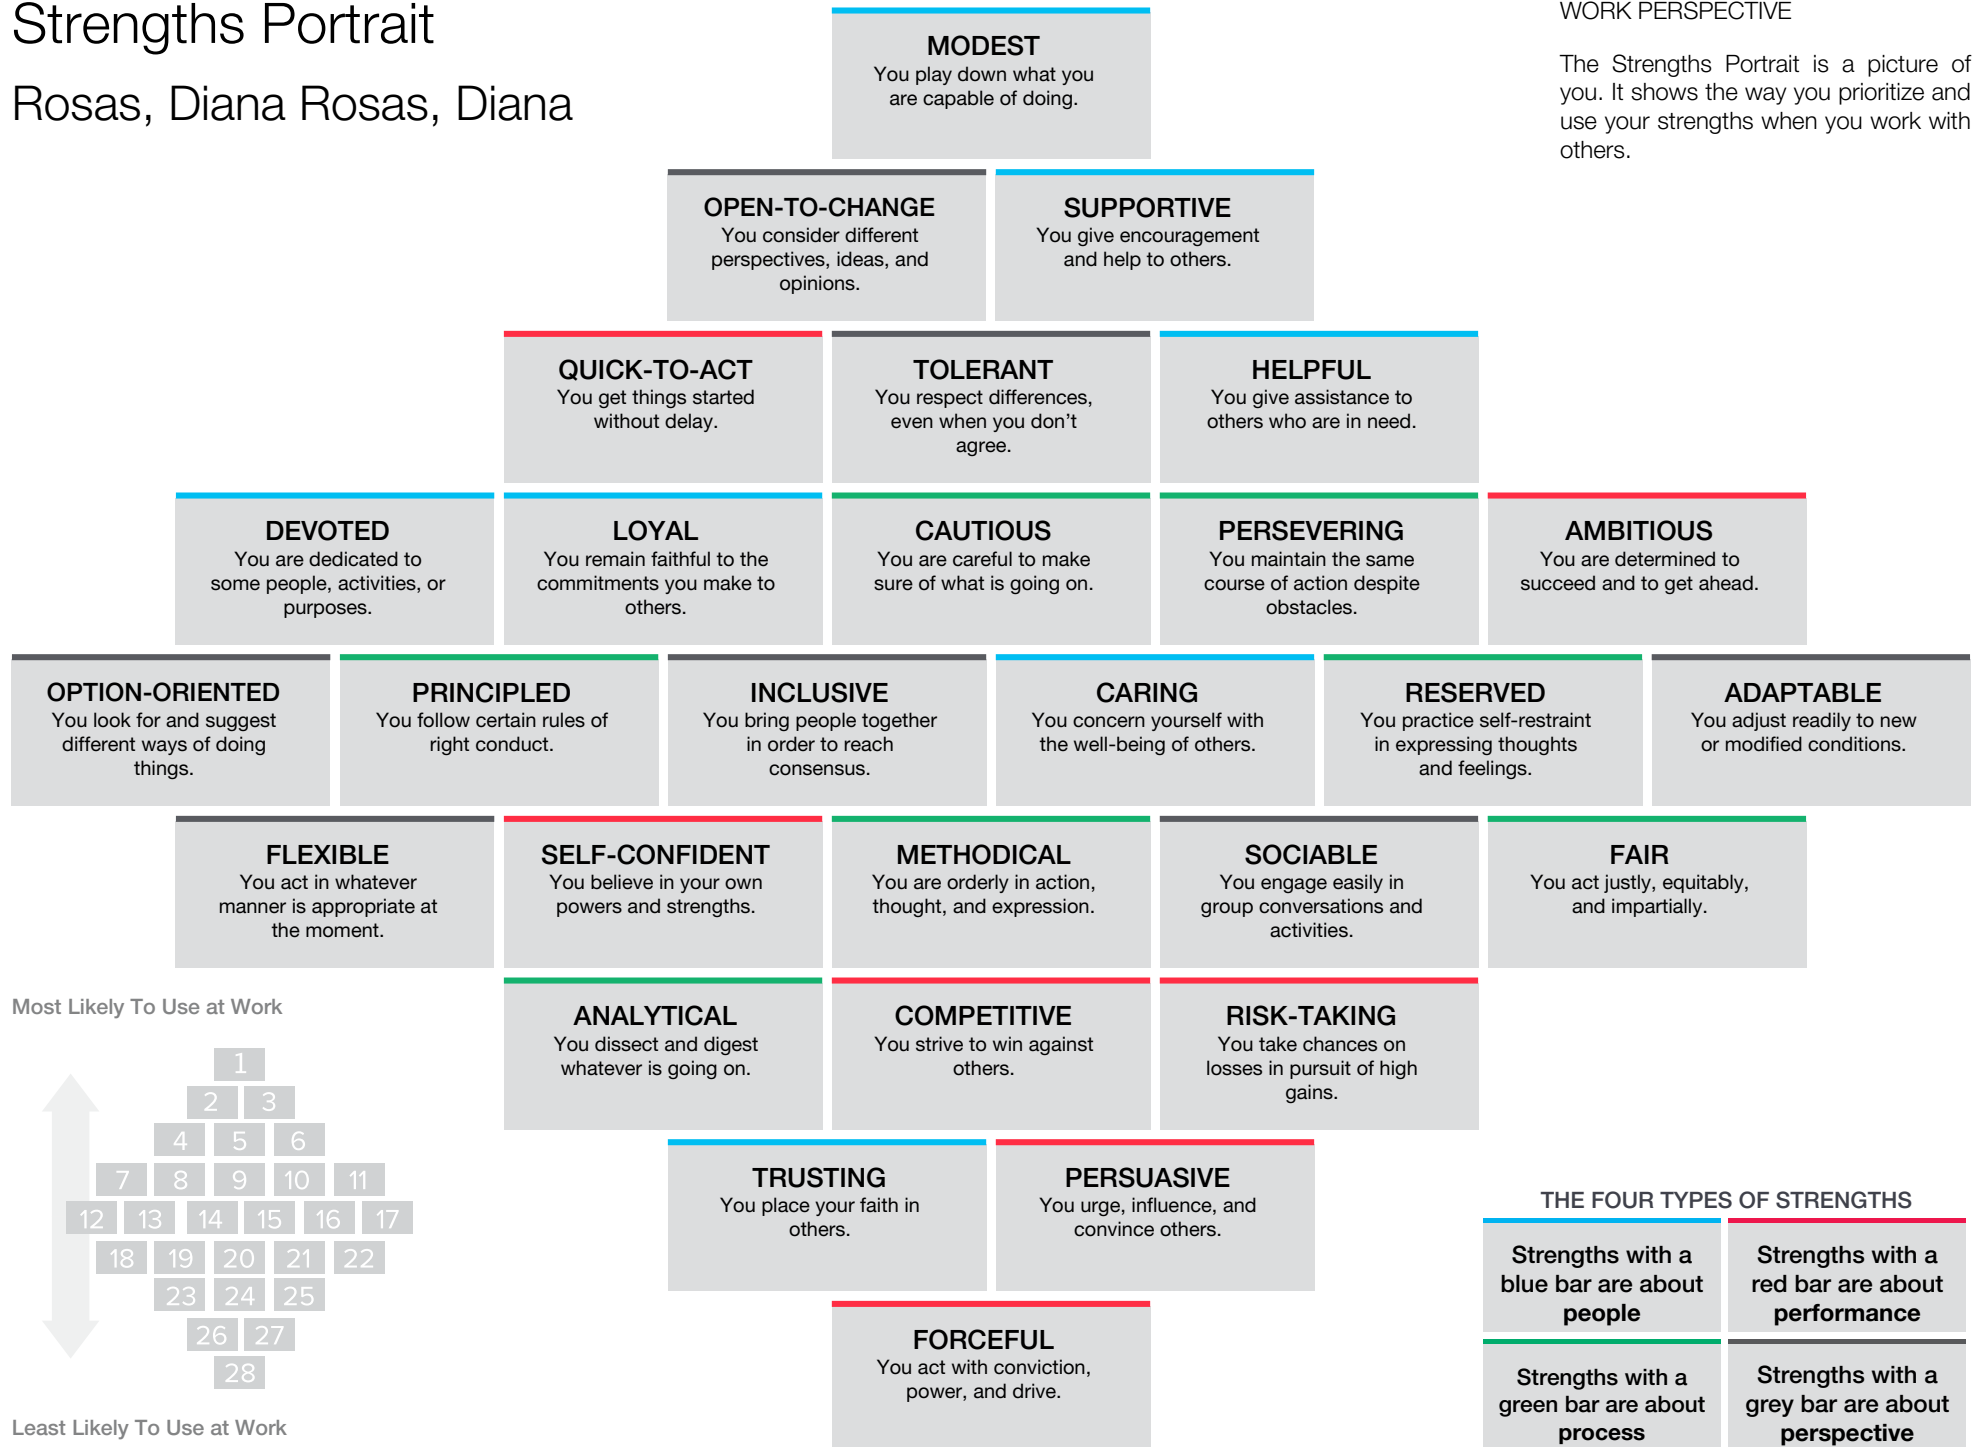 Strengths Portrait
Rosas, Diana Rosas, Diana
WORK PERSPECTIVE
The Strengths Portrait is a picture of
you. It shows the way you prioritize and
use your strengths when you work with
others.
MODEST
You play down what you
are capable of doing.
OPEN-TO-CHANGE
You consider different
perspectives, ideas, and
opinions.
SUPPORTIVE
You give encouragement
and help to others.
QUICK-TO-ACT
You get things started
without delay.
TOLERANT
You respect differences,
even when you don’t
agree.
HELPFUL
You give assistance to
others who are in need.
DEVOTED
You are dedicated to
some people, activities, or
purposes.
LOYAL
You remain faithful to the
commitments you make to
others.
CAUTIOUS
You are careful to make
sure of what is going on.
PERSEVERING
You maintain the same
course of action despite
obstacles.
AMBITIOUS
You are determined to
succeed and to get ahead.
OPTION-ORIENTED
You look for and suggest
different ways of doing
things.
PRINCIPLED
You follow certain rules of
right conduct.
INCLUSIVE
You bring people together
in order to reach
consensus.
CARING
You concern yourself with
the well-being of others.
RESERVED
You practice self-restraint
in expressing thoughts
and feelings.
ADAPTABLE
You adjust readily to new
or modified conditions.
FLEXIBLE
You act in whatever
manner is appropriate at
the moment.
SELF-CONFIDENT
You believe in your own
powers and strengths.
METHODICAL
You are orderly in action,
thought, and expression.
SOCIABLE
You engage easily in
group conversations and
activities.
FAIR
You act justly, equitably,
and impartially.
ANALYTICAL
You dissect and digest
whatever is going on.
COMPETITIVE
You strive to win against
others.
RISK-TAKING
You take chances on
losses in pursuit of high
gains.
TRUSTING
You place your faith in
others.
PERSUASIVE
You urge, influence, and
convince others.
FORCEFUL
You act with conviction,
power, and drive.
Most Likely To Use at Work
1
2 3
4 5 6
7 8 9 10 11
12 13 14 15 16 17
18 19 20 21 22
23 24 25
26 27
28
Least Likely To Use at Work
THE FOUR TYPES OF STRENGTHS
Strengths with a
blue bar are about
people
Strengths with a
red bar are about
performance
Strengths with a
green bar are about
process
Strengths with a
grey bar are about
perspective